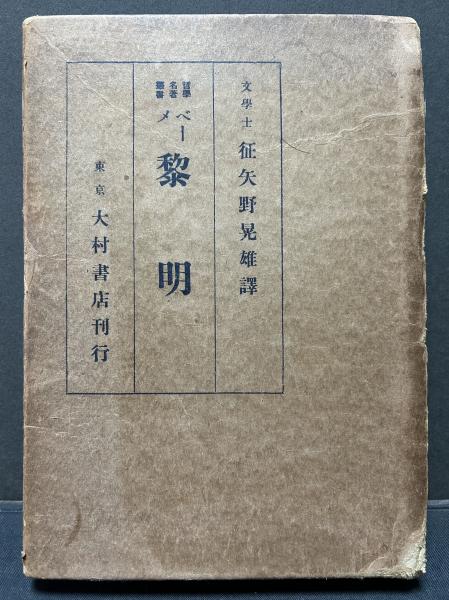 文學士 征矢野晃雄譯
哲學名著叢書
ベーメ
黎明
東京 大村書店刊行